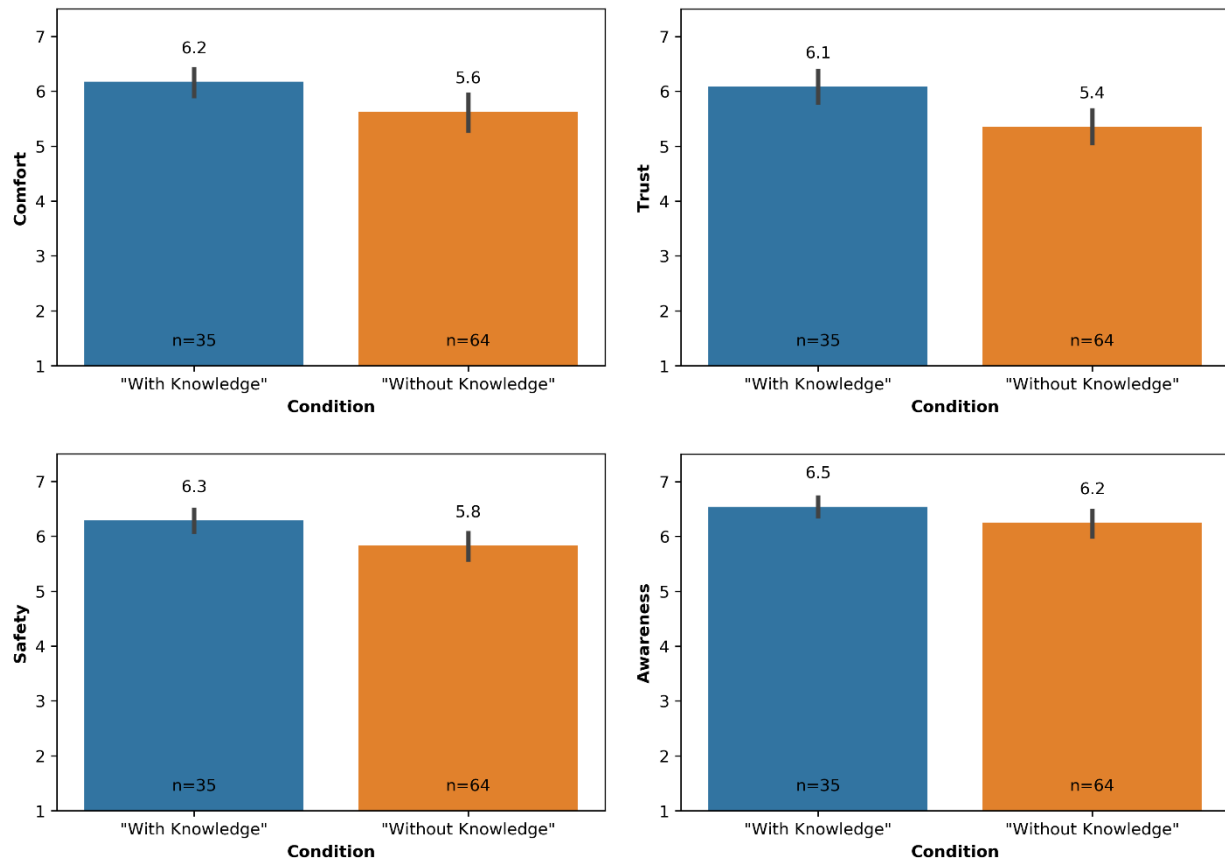 7
6
5
4
3
2
1
Comfort
6.2
5.6
n=35
n=64
"With Knowledge"
"Without Knowledge"
Condition
7
6
5
4
3
2
1
Trust
6.1
5.4
n=35
n=64
"With Knowledge"
"Without Knowledge"
Condition
7
6
5
4
3
2
1
Safety
6.3
5.8
n=35
n=64
"With Knowledge"
"Without Knowledge"
Condition
7
6
5
4
3
2
1
Awareness
6.5
6.2
n=35
n=64
"With Knowledge"
"Without Knowledge"
Condition